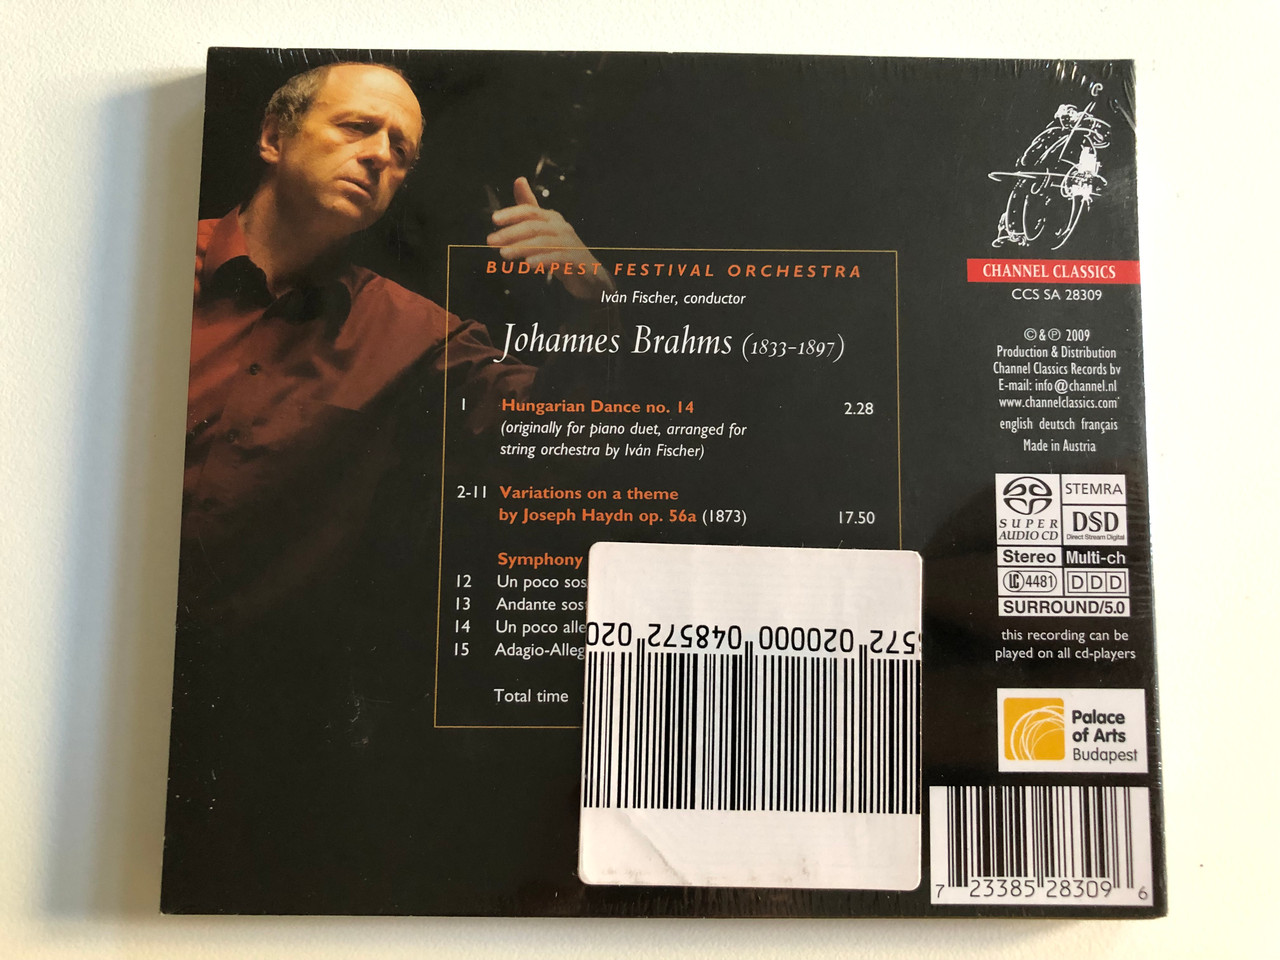 BUDAPEST FESTIVAL ORCHESTRA
Iván Fischer, conductor
Johannes Brahms (1833-1897)
1 Hungarian Dance no. 14 2.28
(originally for piano duet, arranged for
string orchestra by Iván Fischer)
2-11 Variations on a theme
by Joseph Haydn op. 56a (1873) 17.50
Symphony
12 Un poco sos
13 Andante sos
14 Un poco alle
15 Adagio-Alleg
Total time
020000 048572
CHANNEL CLASSICS
CCS SA 28309
©&℗ 2009
Production & Distribution
Channel Classics Records bv
E-mail: info@channel.nl
www.channelclassics.com
english deutsch français
Made in Austria
SUPER AUDIO CD
STEMRA
DSD
Direct Stream Digital
Stereo Multi-ch
LC 4481 DDD
SURROUND/5.0
this recording can be
played on all cd-players
Palace
of Arts
Budapest
7 23385 28309 6